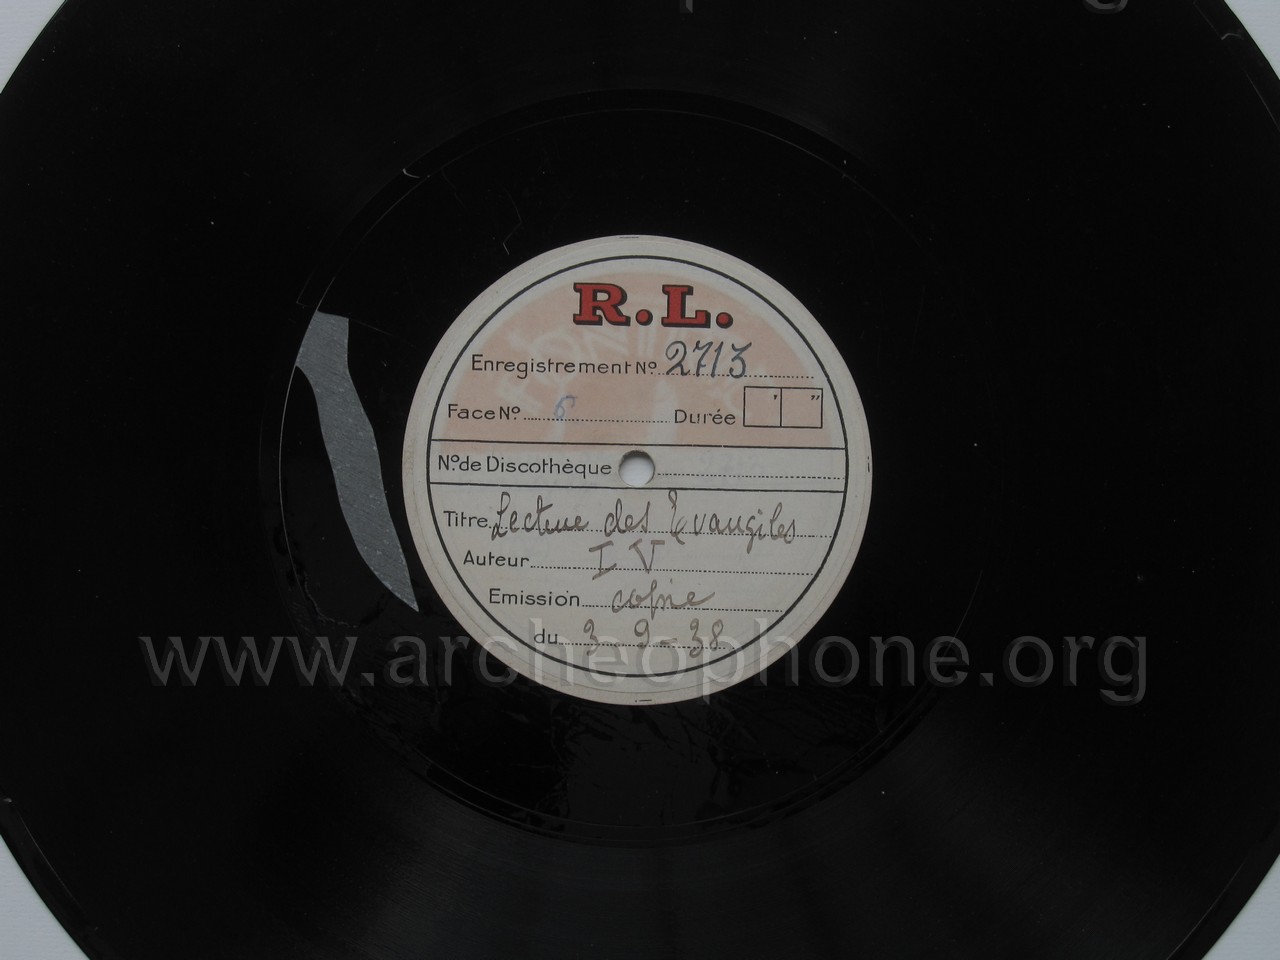 R.L.
Enregistrement No. 2713
Face No. 6 Durée ' "
No. de Discothèque
Titre Lecture des Evangiles
Auteur IV
Emission copie
du 3-9-38
www.archeophone.org